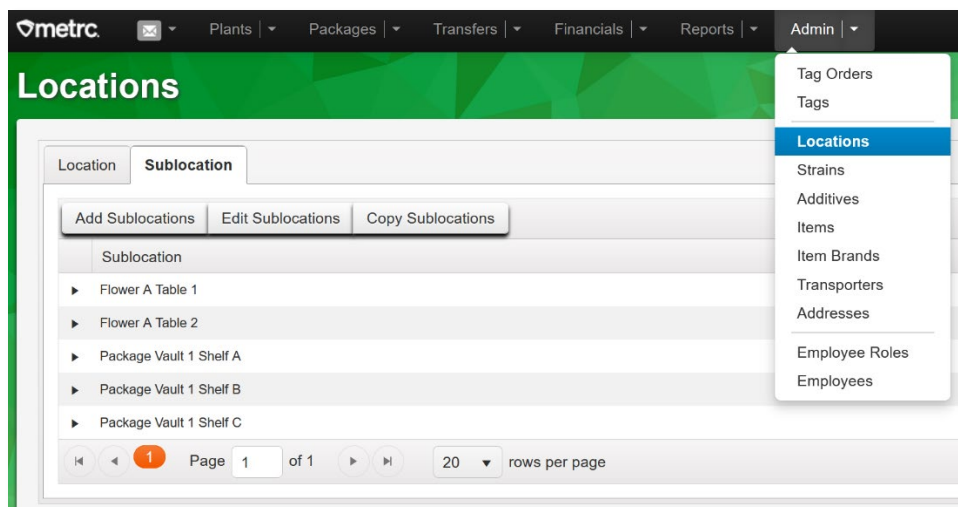 metrc. Plants Packages Transfers Financials Reports Admin
Locations
Tag Orders
Tags
Locations
Strains
Additives
Items
Item Brands
Transporters
Addresses
Employee Roles
Employees
Location Sublocation
Add Sublocations Edit Sublocations Copy Sublocations
Sublocation
Flower A Table 1
Flower A Table 2
Package Vault 1 Shelf A
Package Vault 1 Shelf B
Package Vault 1 Shelf C
1 Page 1 of 1 20 rows per page